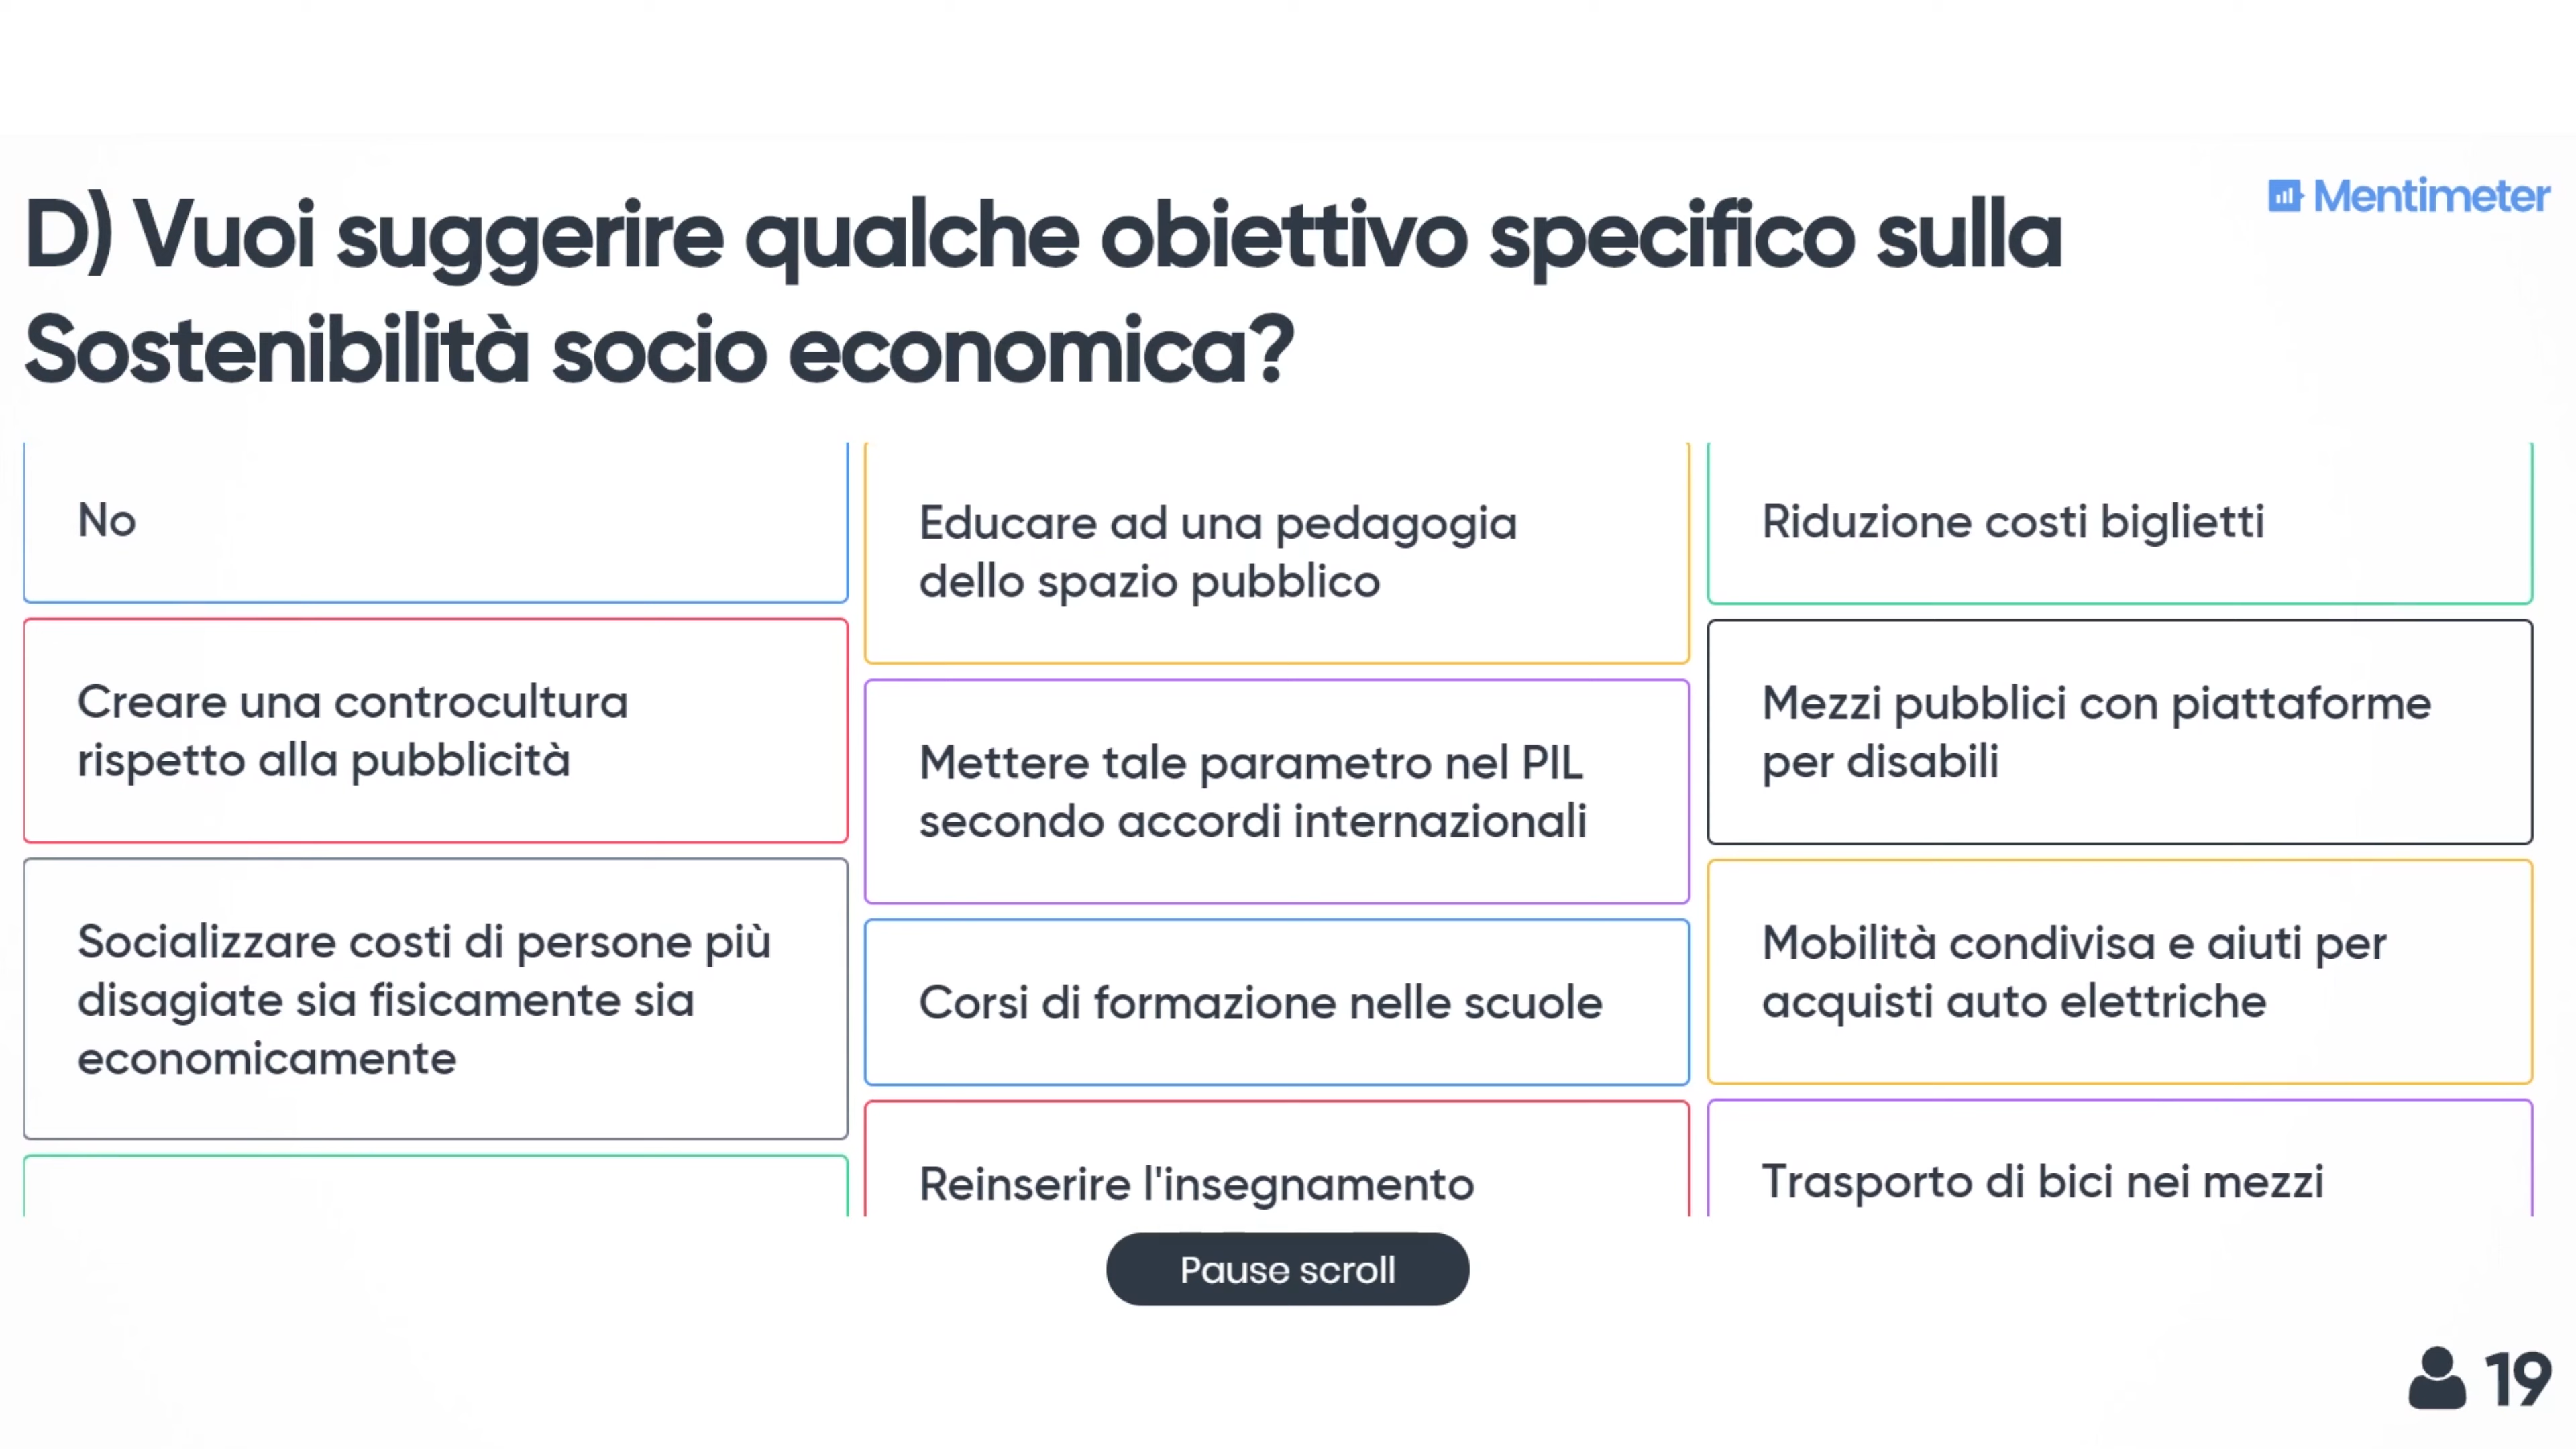 D) Vuoi suggerire qualche obiettivo specifico sulla
Sostenibilità socio economica?
Mentimeter
No
Creare una controcultura
rispetto alla pubblicità
Socializzare costi di persone più
disagiate sia fisicamente sia
economicamente
Educare ad una pedagogia
dello spazio pubblico
Mettere tale parametro nel PIL
secondo accordi internazionali
Corsi di formazione nelle scuole
Reinserire l'insegnamento
Riduzione costi biglietti
Mezzi pubblici con piattaforme
per disabili
Mobilità condivisa e aiuti per
acquisti auto elettriche
Trasporto di bici nei mezzi
Pause scroll
19